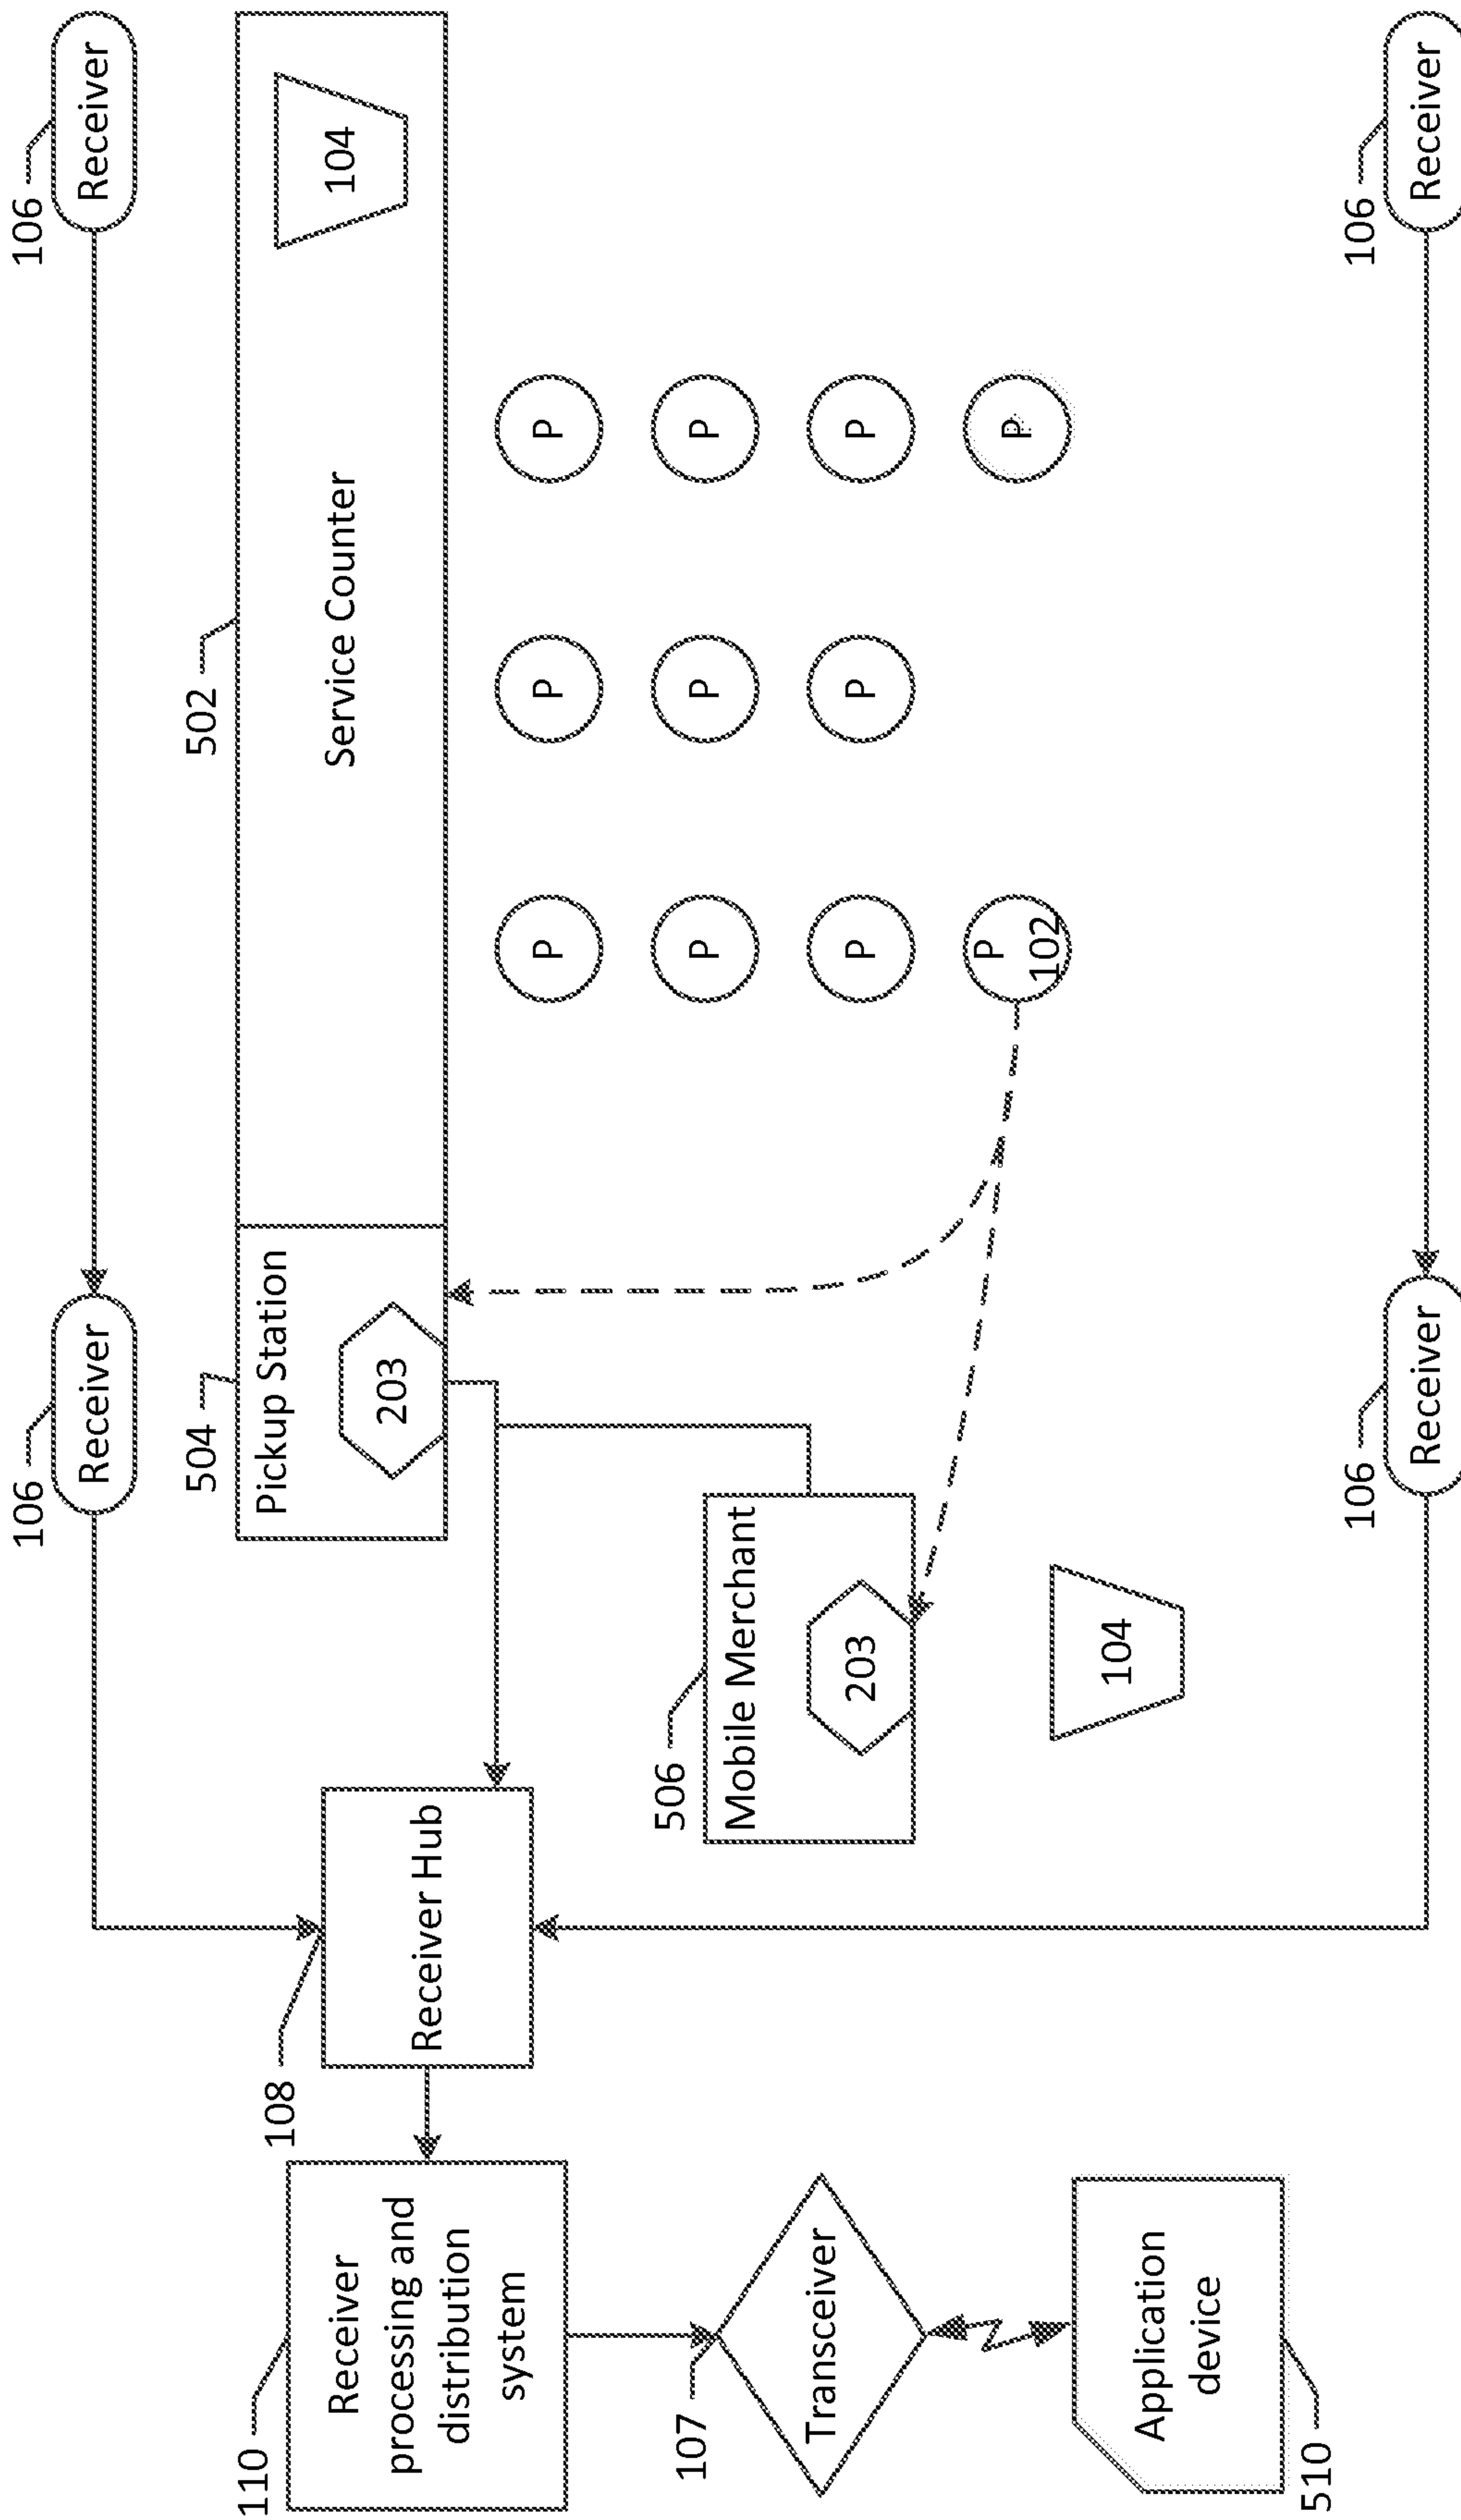 106
106
Receiver
Receiver
504
502
110
Receiver
processing and
distribution
system
108
Receiver Hub
Pickup Station
203
Service Counter
104
P
P
P
P
P
P
P
P
P
P
102
P
506
Mobile Merchant
203
107
Transceiver
104
Application
device
510
106
106
Receiver
Receiver